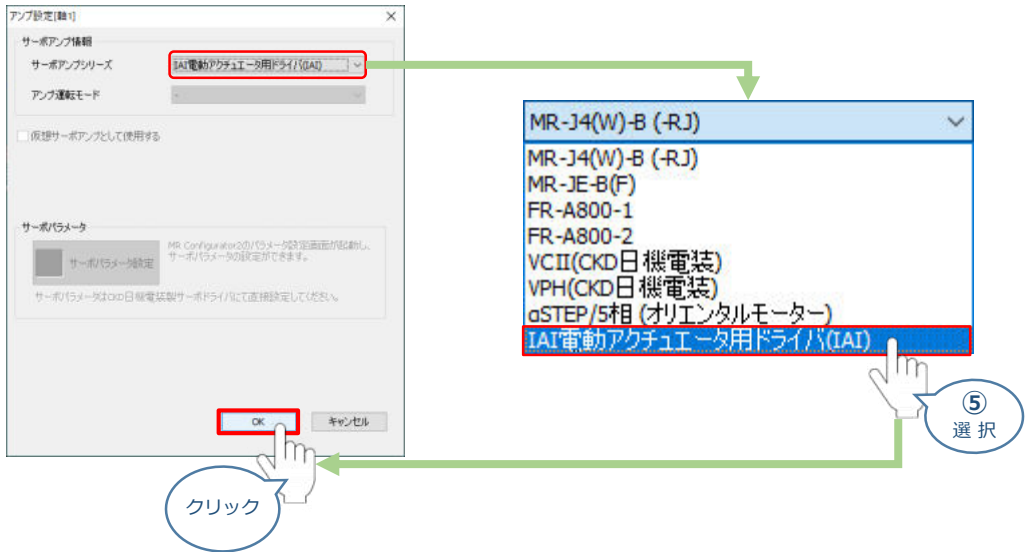 アンプ設定[軸1]
サーボアンプ情報
サーボアンプシリーズ
IAI電動アクチュエータ用ドライバ(IAI)
アンプ運転モード
-
仮想サーボアンプとして使用する
サーボパラメータ
サーボパラメータ設定
MR Configurator2のパラメータ設定画面が起動し、
サーボパラメータの設定ができます。
サーボパラメータはCKD日機電装製サーボドライバにて直接設定してください。
OK
キャンセル
クリック
MR-J4(W)-B (-RJ)
MR-J4(W)-B (-RJ)
MR-JE-B(F)
FR-A800-1
FR-A800-2
VCII(CKD日機電装)
VPH(CKD日機電装)
αSTEP/5相 (オリエンタルモーター)
IAI電動アクチュエータ用ドライバ(IAI)
⑤
選 択